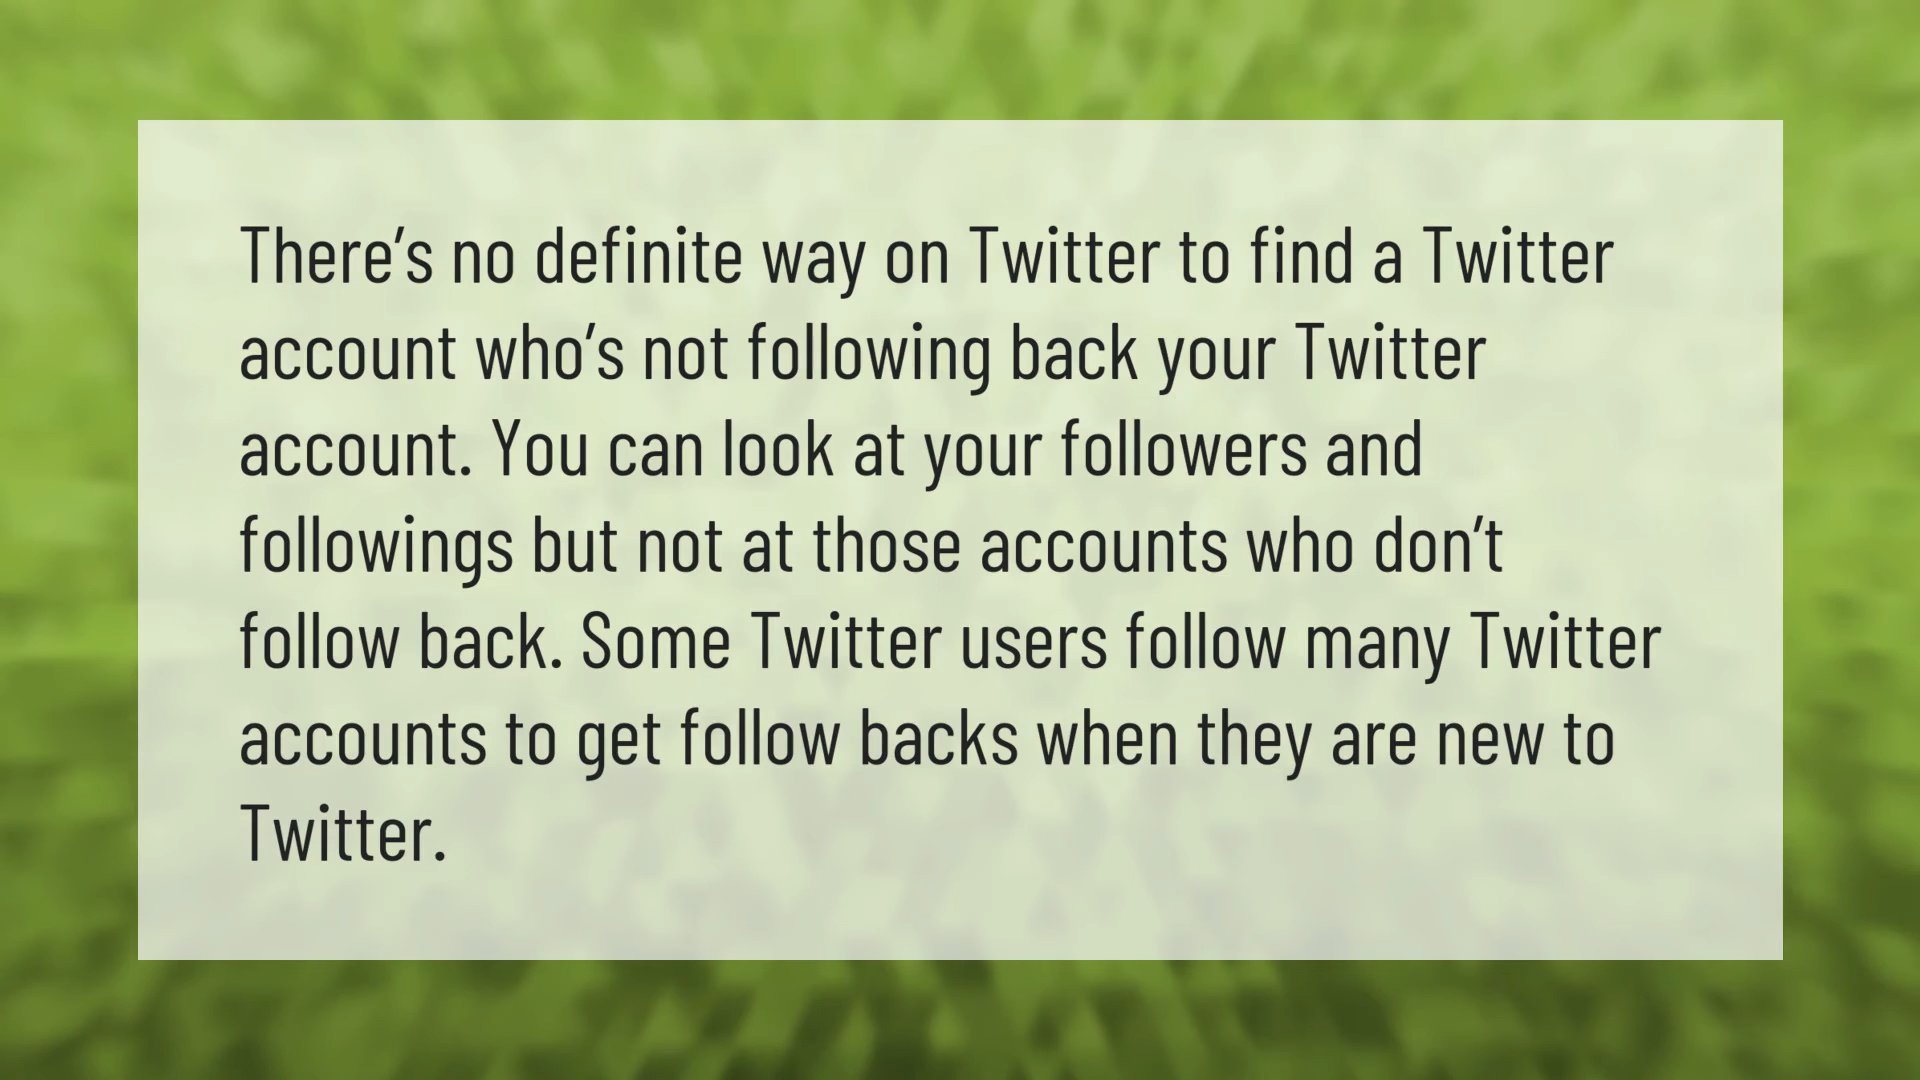 There’s no definite way on Twitter to find a Twitter
account who’s not following back your Twitter
account. You can look at your followers and
followings but not at those accounts who don’t
follow back. Some Twitter users follow many Twitter
accounts to get follow backs when they are new to
Twitter.